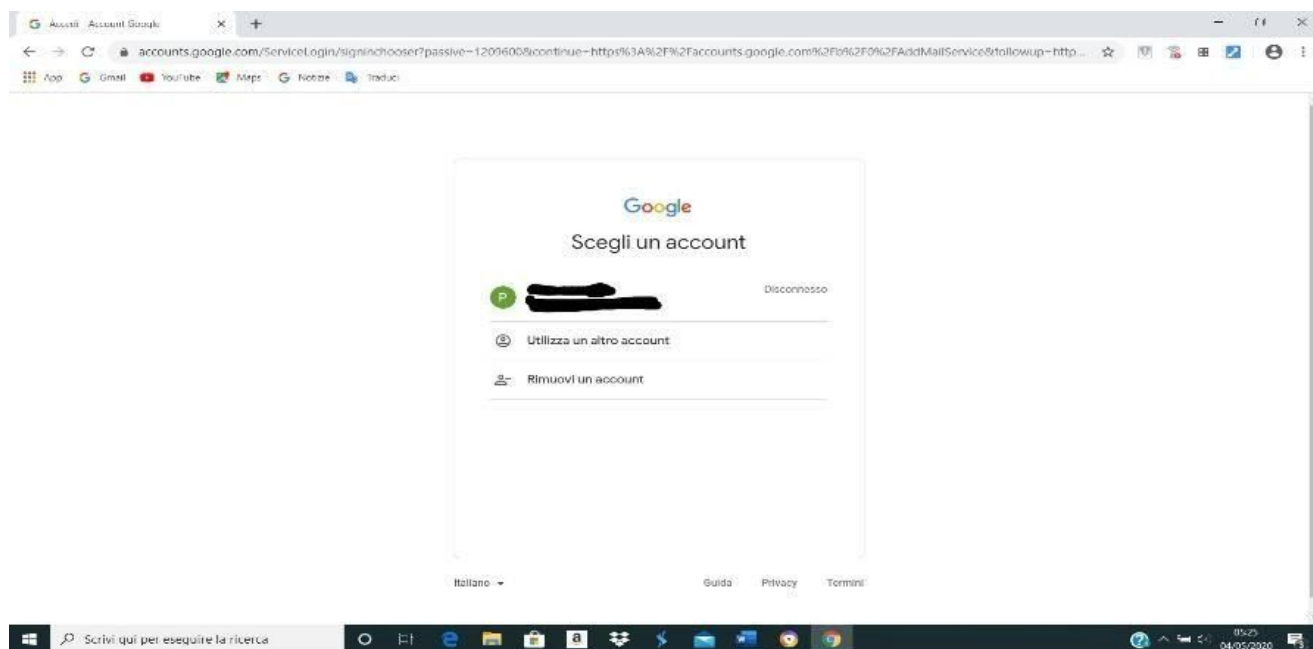 Accedi - Account Google
accounts.google.com/ServiceLogin/signinchooser?passive=1209600&continue=https%3A%2F%2Faccounts.google.com%2Fb%2F0%2FAddMailService&followup=http...
App Gmail YouTube Maps Notizie Traduci
Google
Scegli un account
P
Disconnesso
Utilizza un altro account
Rimuovi un account
Italiano Guida Privacy Termini
Scrivi qui per eseguire la ricerca
05:25
04/05/2020